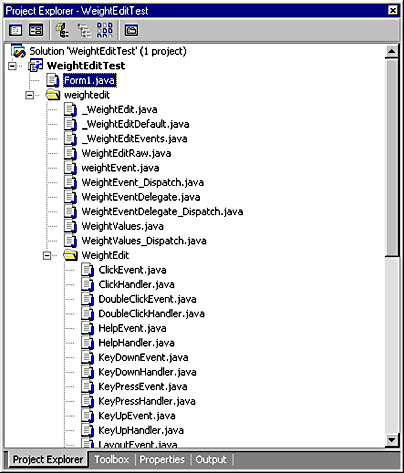 Project Explorer - WeightEditTest
Solution 'WeightEditTest' (1 project)
WeightEditTest
Form1.java
weightedit
_WeightEdit.java
_WeightEditDefault.java
_WeightEditEvents.java
WeightEditRaw.java
weightEvent.java
WeightEvent_Dispatch.java
WeightEventDelegate.java
WeightEventDelegate_Dispatch.java
WeightValues.java
WeightValues_Dispatch.java
WeightEdit
ClickEvent.java
ClickHandler.java
DoubleClickEvent.java
DoubleClickHandler.java
HelpEvent.java
HelpHandler.java
KeyDownEvent.java
KeyDownHandler.java
KeyPressEvent.java
KeyPressHandler.java
KeyUpEvent.java
KeyUpHandler.java
LayoutEvent.java
Project Explorer Toolbox Properties Output